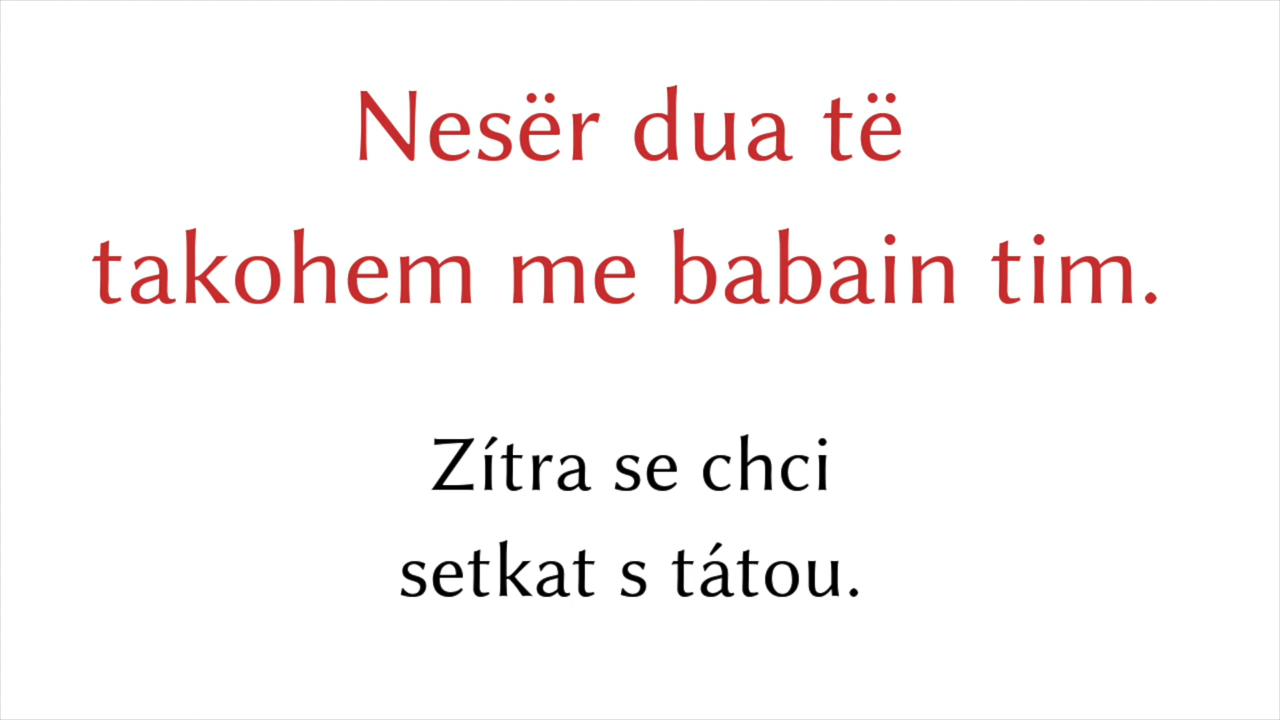 Nesër dua të
takohem me babain tim.
Zítra se chci
setkat s tátou.